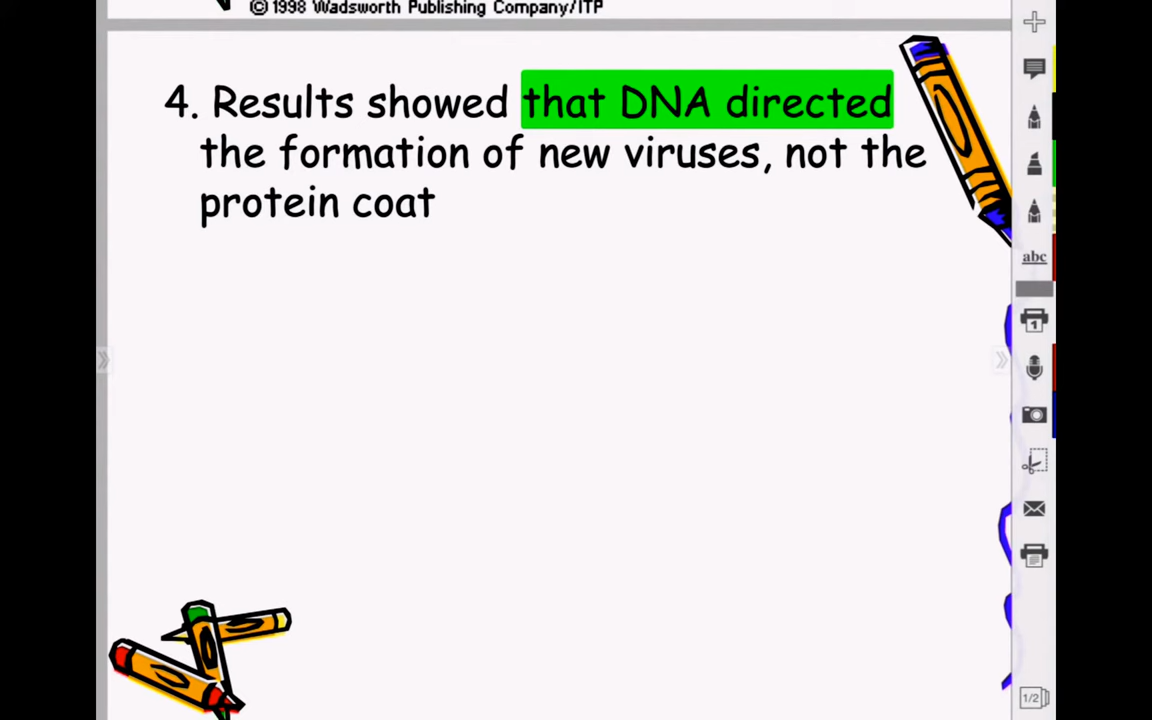 © 1998 Wadsworth Publishing Company/ITP
4. Results showed that DNA directed
the formation of new viruses, not the
protein coat
abc
1
1/2